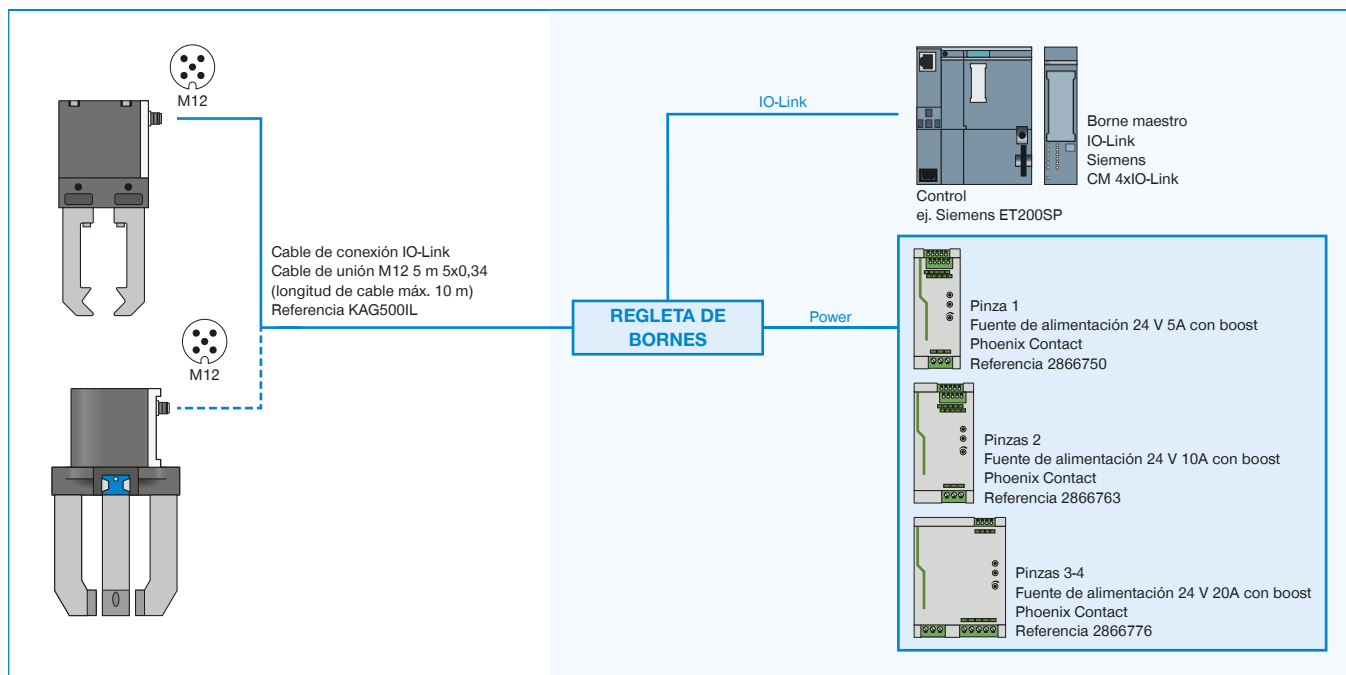 M12
M12
Cable de conexión IO-Link
Cable de unión M12 5 m 5x0,34
(longitud de cable máx. 10 m)
Referencia KAG500IL
REGLETA DE
BORNES
IO-Link
Power
Control
ej. Siemens ET200SP
Borne maestro
IO-Link
Siemens
CM 4xIO-Link
Pinza 1
Fuente de alimentación 24 V 5A con boost
Phoenix Contact
Referencia 2866750
Pinzas 2
Fuente de alimentación 24 V 10A con boost
Phoenix Contact
Referencia 2866763
Pinzas 3-4
Fuente de alimentación 24 V 20A con boost
Phoenix Contact
Referencia 2866776